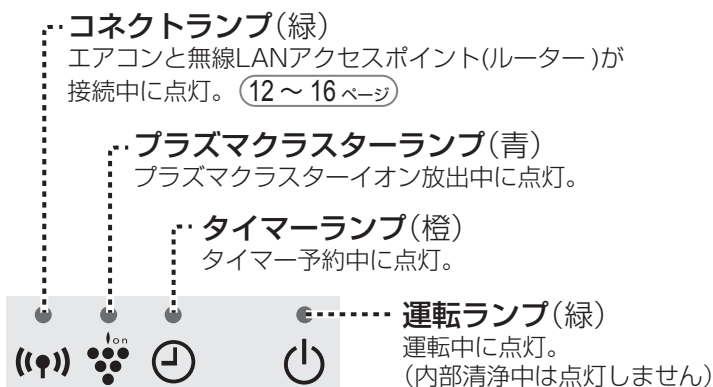 コネクトランプ（緑）
エアコンと無線LANアクセスポイント(ルーター)が
接続中に点灯。 12～16ページ
プラズマクラスターランプ（青）
プラズマクラスターイオン放出中に点灯。
タイマーランプ（橙）
タイマー予約中に点灯。
運転ランプ（緑）
運転中に点灯。
（内部清浄中は点灯しません）
ion